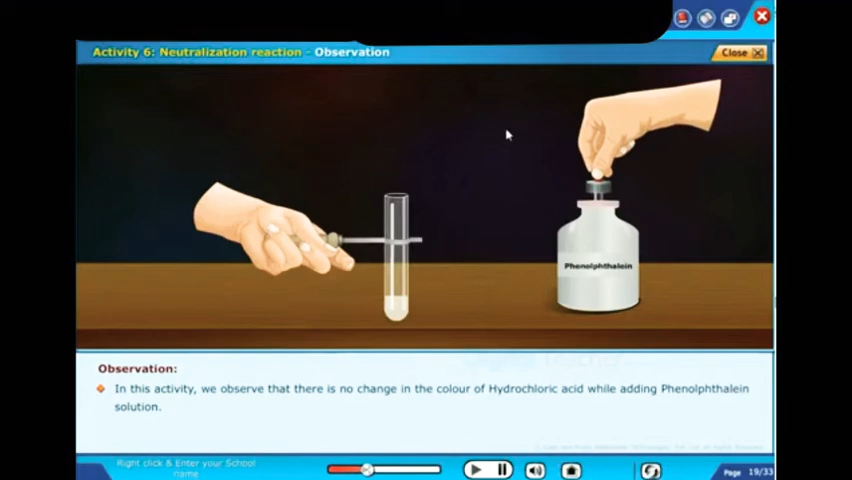 Activity 6: Neutralization reaction - Observation
Close
Phenolphthalein
Observation:
In this activity, we observe that there is no change in the colour of Hydrochloric acid while adding Phenolphthalein
solution.
Right click & Enter your School
name
Page 19/33